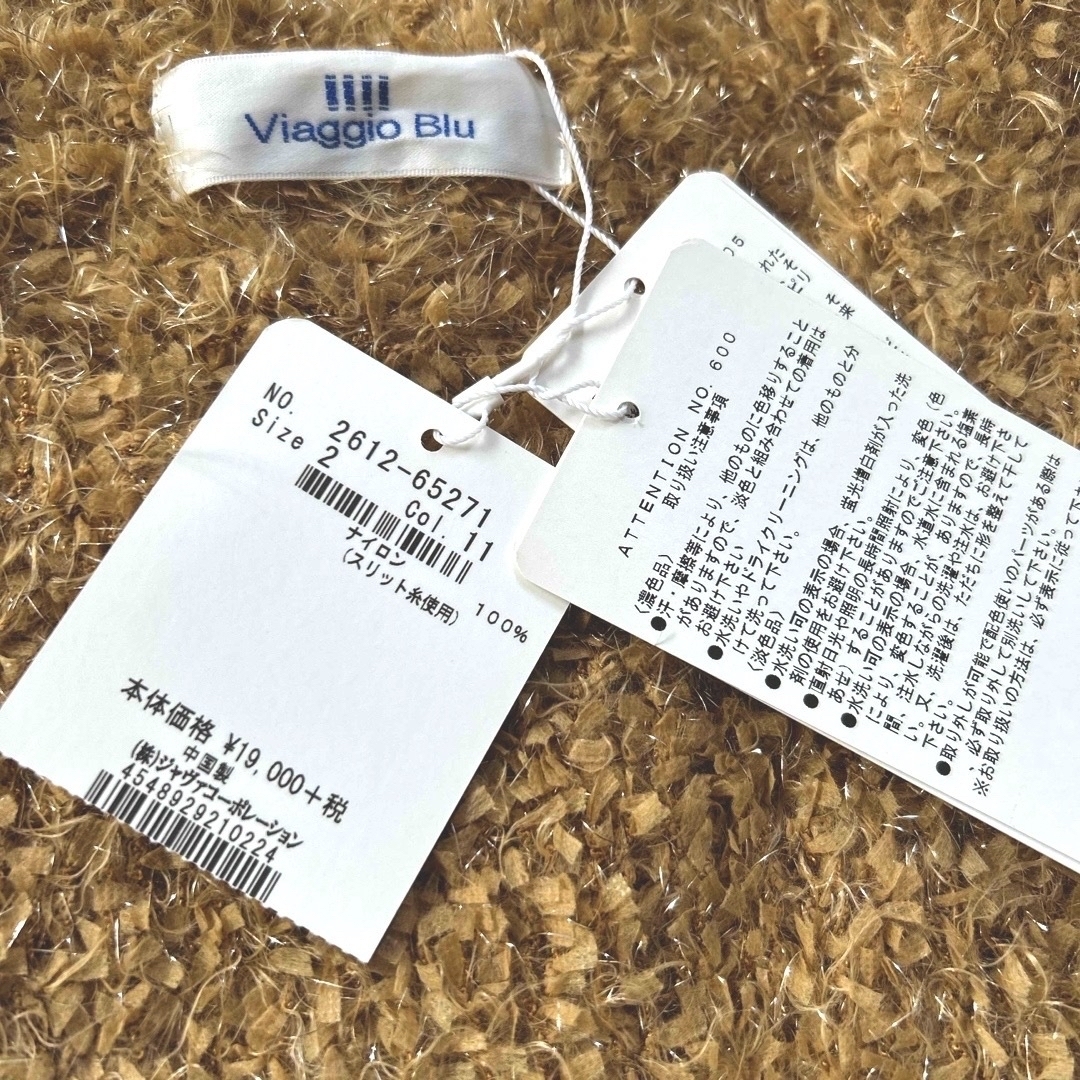 Viaggio Blu
NO. 2612-65271
Size 2 Col. 11
ナイロン 100%
(スリット糸使用)
本体価格 ¥19,000+税
中国製
(株)ジャヴァコーポレーション
4548929210224
ATTENTION NO. 600
取り扱い注意事項
〈濃色品〉
●汗・摩擦等により、他のものに色移りすること
がありますので、淡色と組み合わせての着用は
お避け下さい。
●水洗いやドライクリーニングは、他のものと分
けて洗って下さい。
〈淡色品〉
●水洗い可の表示の場合、蛍光増白剤が入った洗
剤の使用をお避け下さい。
●直射日光や照明の長時間照射により、変色(色
あせ)することがありますのでご注意下さい。
●水洗い可の表示の場合、水道水に含まれる塩素
により、変色することが、ありますので、長時
間、注水しながらの洗濯や注水は、お避け下さ
い。又、洗濯後は、ただちに形を整えて干して
下さい。
●取り外しが可能で配色使いのパーツがある際は
、必ず取り外して別洗いして下さい。
※お取り扱いの方法は、必ず表示に従って下